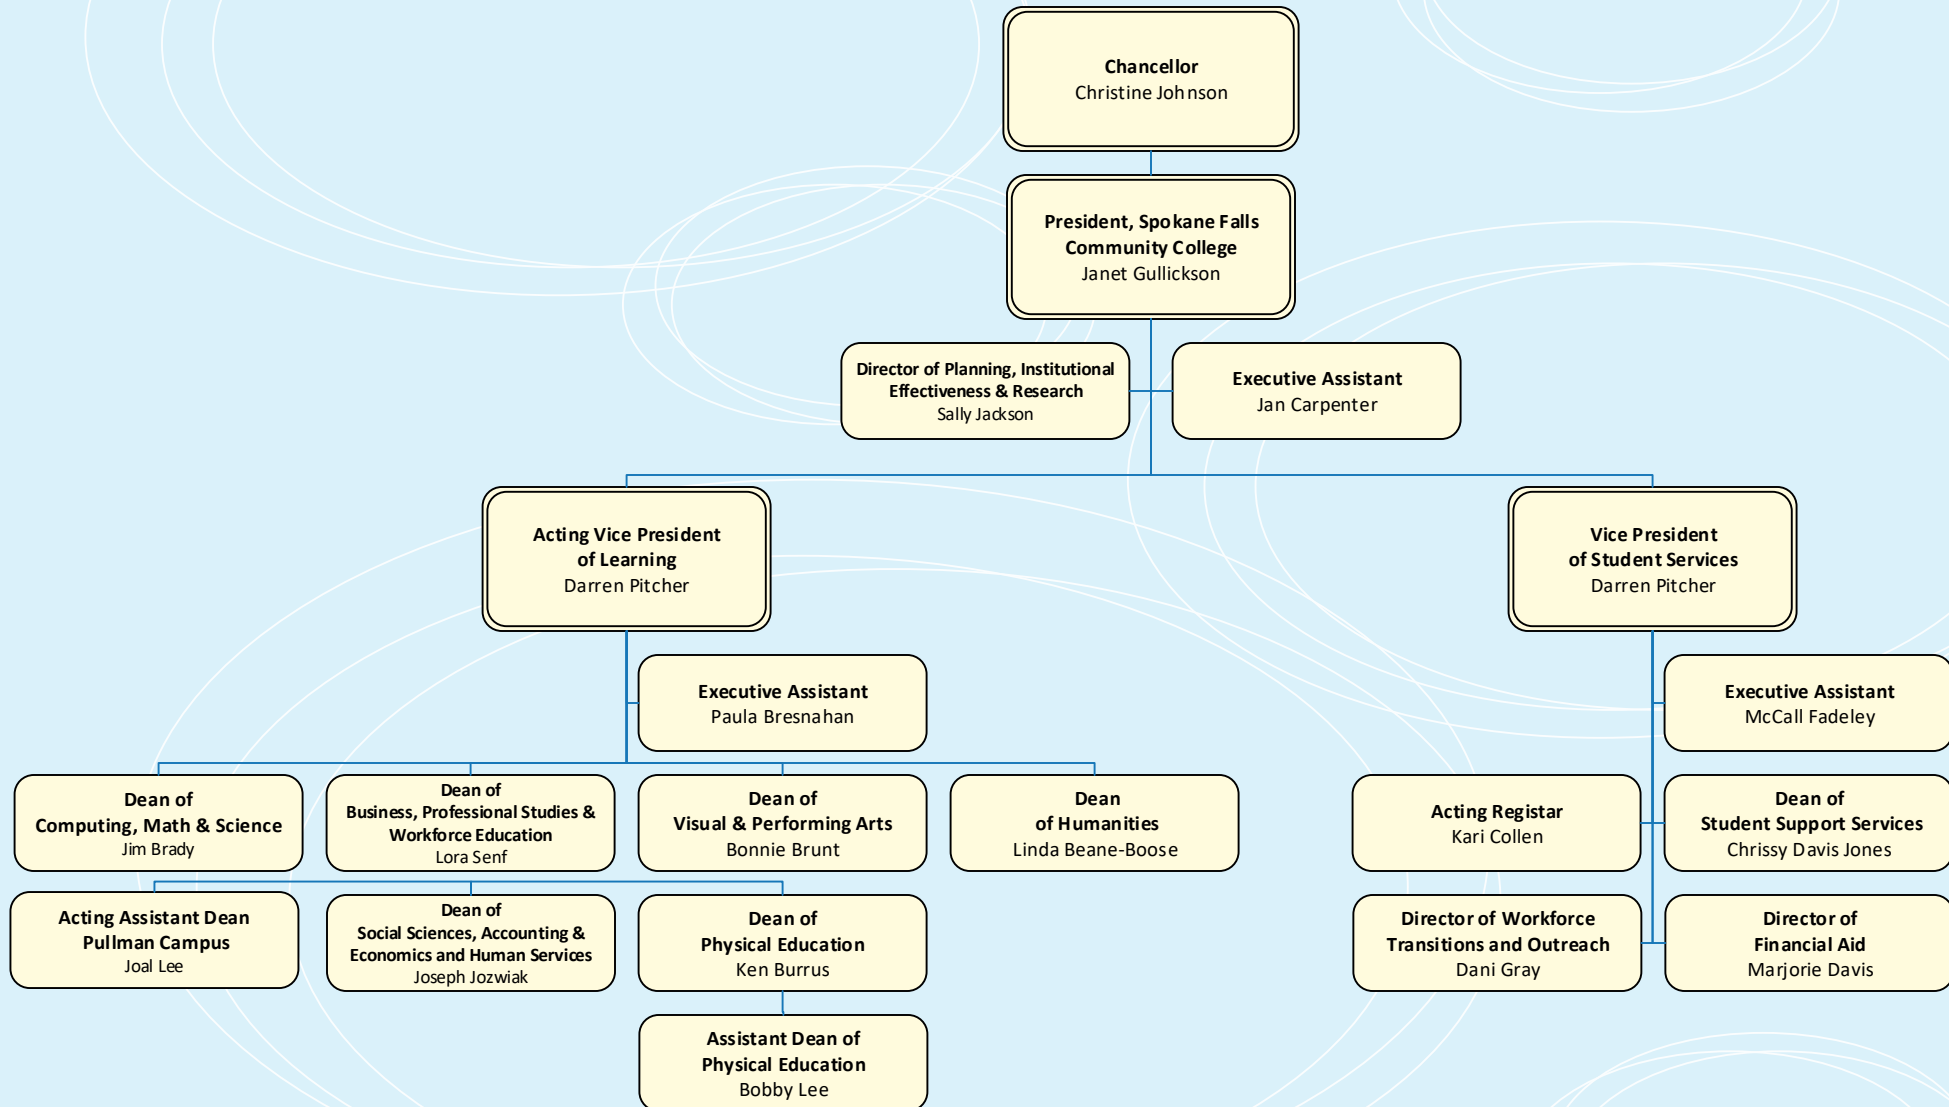 Chancellor
Christine Johnson
President, Spokane Falls
Community College
Janet Gullickson
Director of Planning, Institutional
Effectiveness & Research
Sally Jackson
Executive Assistant
Jan Carpenter
Acting Vice President
of Learning
Darren Pitcher
Vice President
of Student Services
Darren Pitcher
Executive Assistant
Paula Bresnahan
Executive Assistant
McCall Fadeley
Dean of
Computing, Math & Science
Jim Brady
Dean of
Business, Professional Studies &
Workforce Education
Lora Senf
Dean of
Visual & Performing Arts
Bonnie Brunt
Dean
of Humanities
Linda Beane-Boose
Acting Registar
Kari Collen
Dean of
Student Support Services
Chrissy Davis Jones
Acting Assistant Dean
Pullman Campus
Joal Lee
Dean of
Social Sciences, Accounting &
Economics and Human Services
Joseph Jozwiak
Dean of
Physical Education
Ken Burrus
Director of Workforce
Transitions and Outreach
Dani Gray
Director of
Financial Aid
Marjorie Davis
Assistant Dean of
Physical Education
Bobby Lee